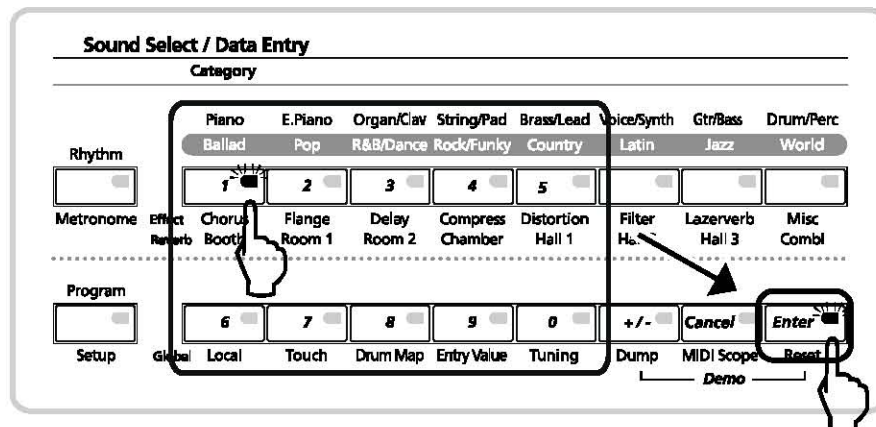 Sound Select / Data Entry
Category
Piano E.Piano Organ/Clav String/Pad Brass/Lead Voice/Synth Gtr/Bass Drum/Perc
Rhythm Ballad Pop R&B/Dance Rock/Funky Country Latin Jazz World
1 2 3 4 5
Metronome Effect Chorus Flange Delay Compress Distortion Filter Lazerverb Misc
Reverb Booth Room 1 Room 2 Chamber Hall 1 Hall 3 Combi
Program
6 7 8 9 0 +/- Cancel Enter
Setup Global Local Touch Drum Map Entry Value Tuning Dump MIDI Scope Reset
Demo